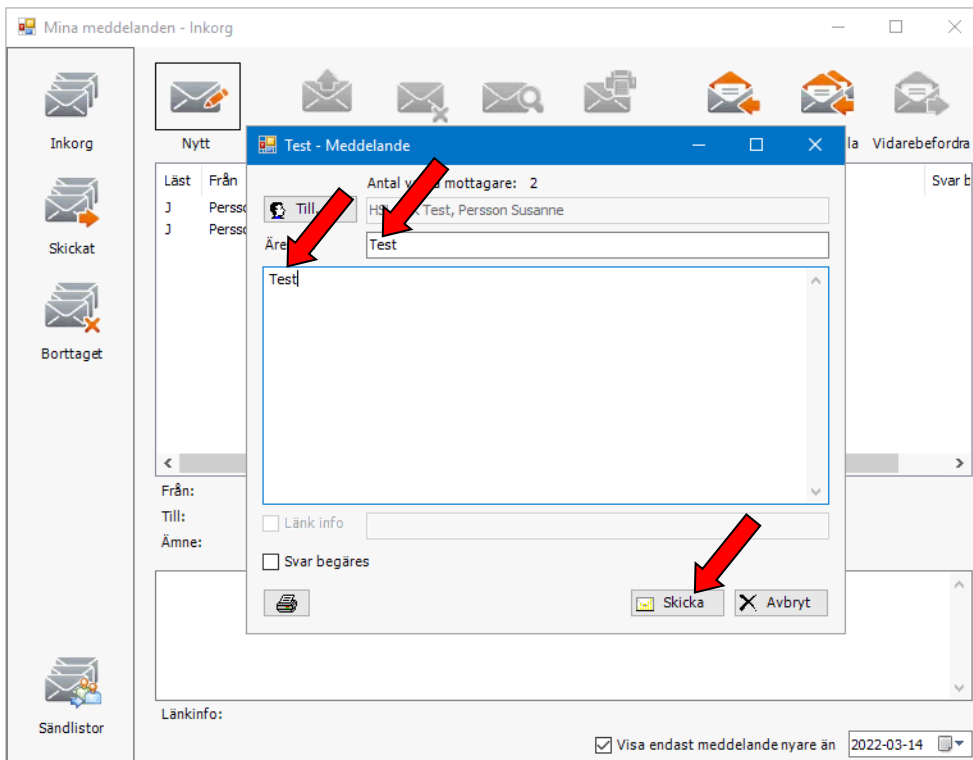 Mina meddelanden - Inkorg
Inkorg
Skickat
Borttaget
Sändlistor
Nytt
Vidarebefordra
Läst Från
J
J
Från:
Till:
Ämne:
Länkinfo:
Visa endast meddelande nyare än 2022-03-14
Test - Meddelande
Antal mottagare: 2
Till
Test, Persson Susanne
Test
Test
Länk info
Svar begäres
Skicka
Avbryt